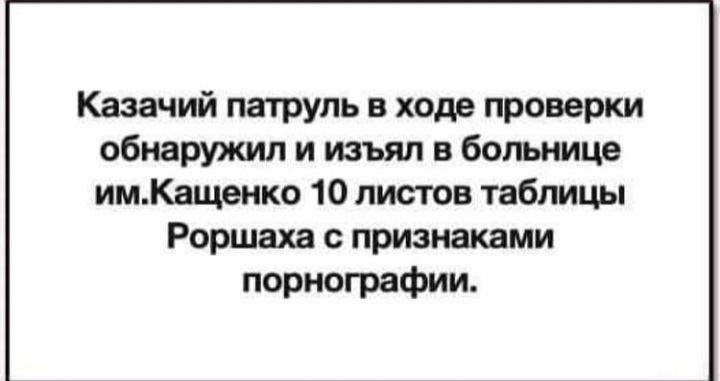 Казачий патруль в ходе проверки
обнаружил и изъял в больнице
им.Кащенко 10 листов таблицы
Роршаха с признаками
порнографии.